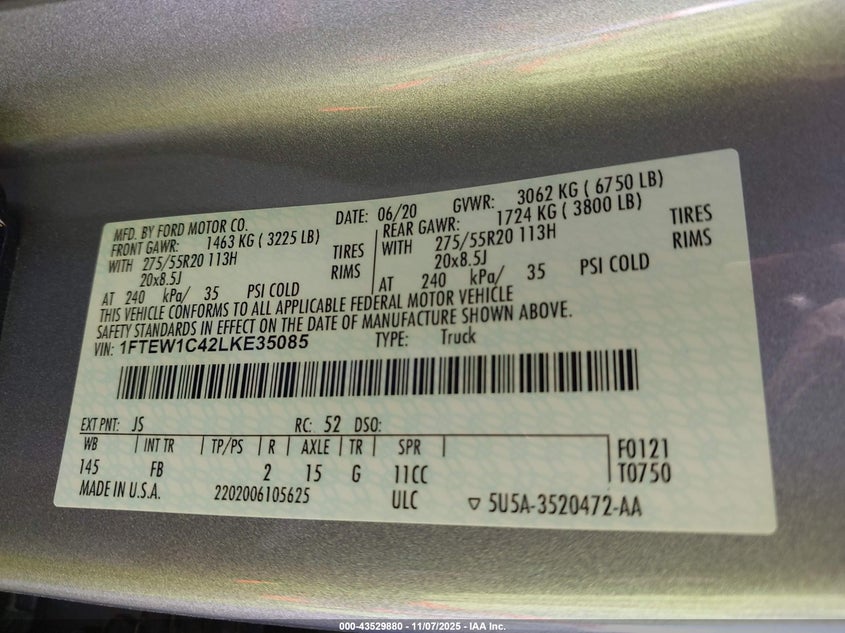 MFD. BY FORD MOTOR CO. DATE: 06/20 GVWR: 3062 KG ( 6750 LB)
FRONT GAWR: 1463 KG ( 3225 LB) REAR GAWR: 1724 KG ( 3800 LB)
WITH 275/55R20 113H TIRES WITH 275/55R20 113H TIRES
20x8.5J RIMS 20x8.5J RIMS
AT 240 kPa/ 35 PSI COLD AT 240 kPa/ 35 PSI COLD
THIS VEHICLE CONFORMS TO ALL APPLICABLE FEDERAL MOTOR VEHICLE
SAFETY STANDARDS IN EFFECT ON THE DATE OF MANUFACTURE SHOWN ABOVE.
VIN: 1FTEW1C42LKE35085 TYPE: Truck
EXT PNT: JS RC: 52 DSO:
WB INT TR TP/PS R AXLE TR SPR F0121
145 FB 2 15 G 11CC T0750
MADE IN U.S.A. 2202006105625 ULC ▽ 5U5A-3520472-AA
000-43529880 - 11/07/2025 - IAA Inc.